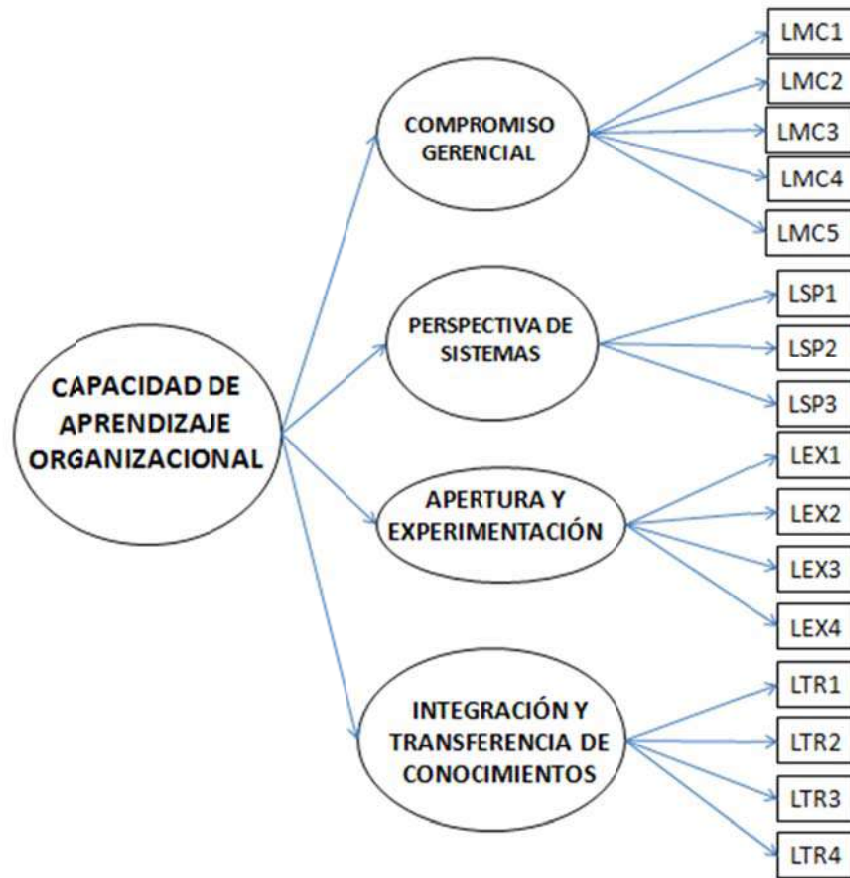 CAPACIDAD DE
APRENDIZAJE
ORGANIZACIONAL
COMPROMISO
GERENCIAL
PERSPECTIVA DE
SISTEMAS
APERTURA Y
EXPERIMENTACIÓN
INTEGRACIÓN Y
TRANSFERENCIA DE
CONOCIMIENTOS
LMC1
LMC2
LMC3
LMC4
LMC5
LSP1
LSP2
LSP3
LEX1
LEX2
LEX3
LEX4
LTR1
LTR2
LTR3
LTR4